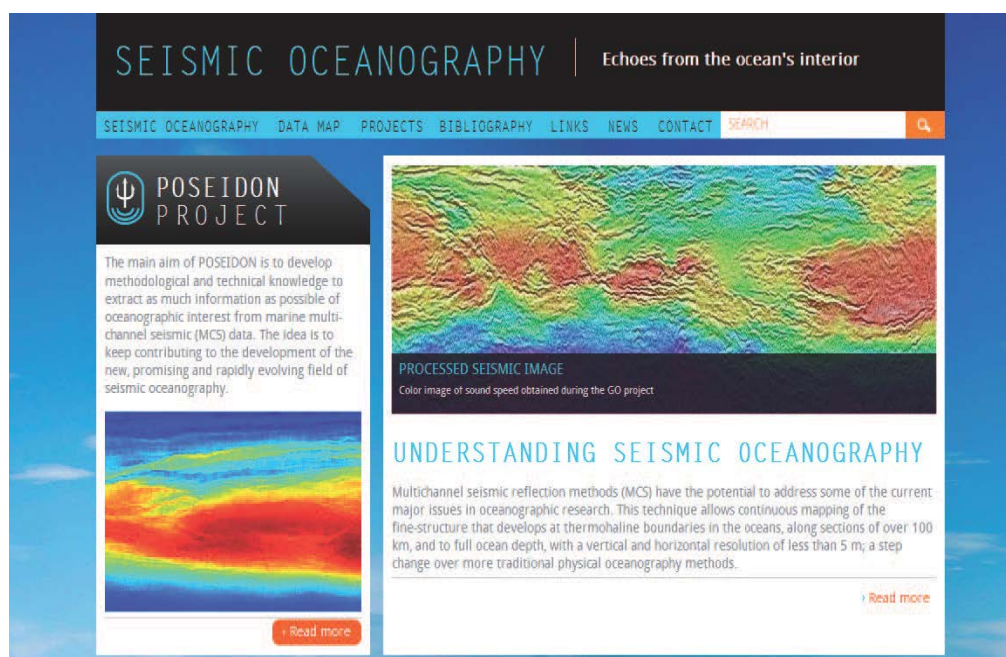 SEISMIC OCEANOGRAPHY
Echoes from the ocean's interior
SEISMIC OCEANOGRAPHY DATA MAP PROJECTS BIBLIOGRAPHY LINKS NEWS CONTACT SEARCH
POSEIDON
PROJECT
The main aim of POSEIDON is to develop
methodological and technical knowledge to
extract as much information as possible of
oceanographic interest from marine multi-
channel seismic (MCS) data. The idea is to
keep contributing to the development of the
new, promising and rapidly evolving field of
seismic oceanography.
› Read more
PROCESSED SEISMIC IMAGE
Color image of sound speed obtained during the GO project
UNDERSTANDING SEISMIC OCEANOGRAPHY
Multichannel seismic reflection methods (MCS) have the potential to address some of the current
major issues in oceanographic research. This technique allows continuous mapping of the
fine-structure that develops at thermohaline boundaries in the oceans, along sections of over 100
km, and to full ocean depth, with a vertical and horizontal resolution of less than 5 m; a step
change over more traditional physical oceanography methods.
› Read more